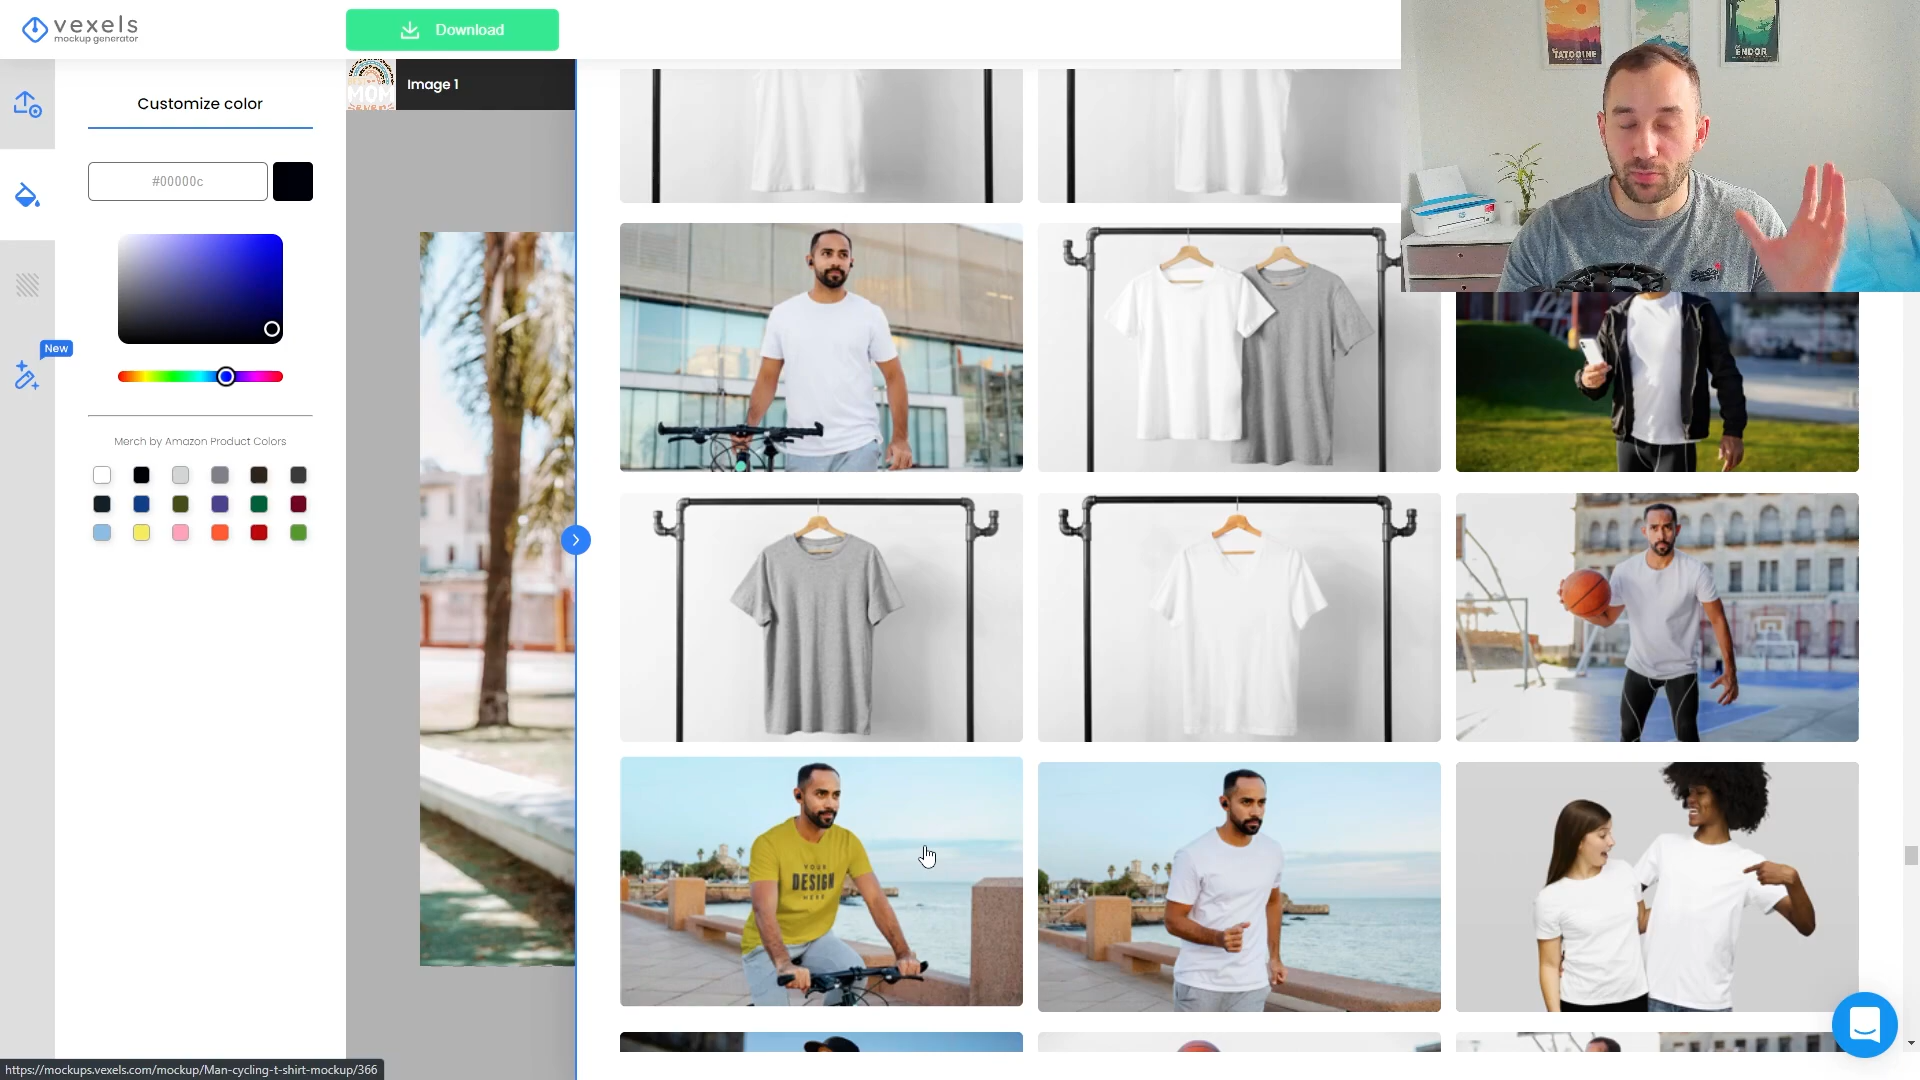 vexels
mockup generator
Download
Image 1
MOM
Customize color
#00000c
New
Merch by Amazon Product Colors
TATOOINE
ENDOR
YOUR
DESIGN
HERE
https://mockups.vexels.com/mockup/Man-cycling-t-shirt-mockup/366